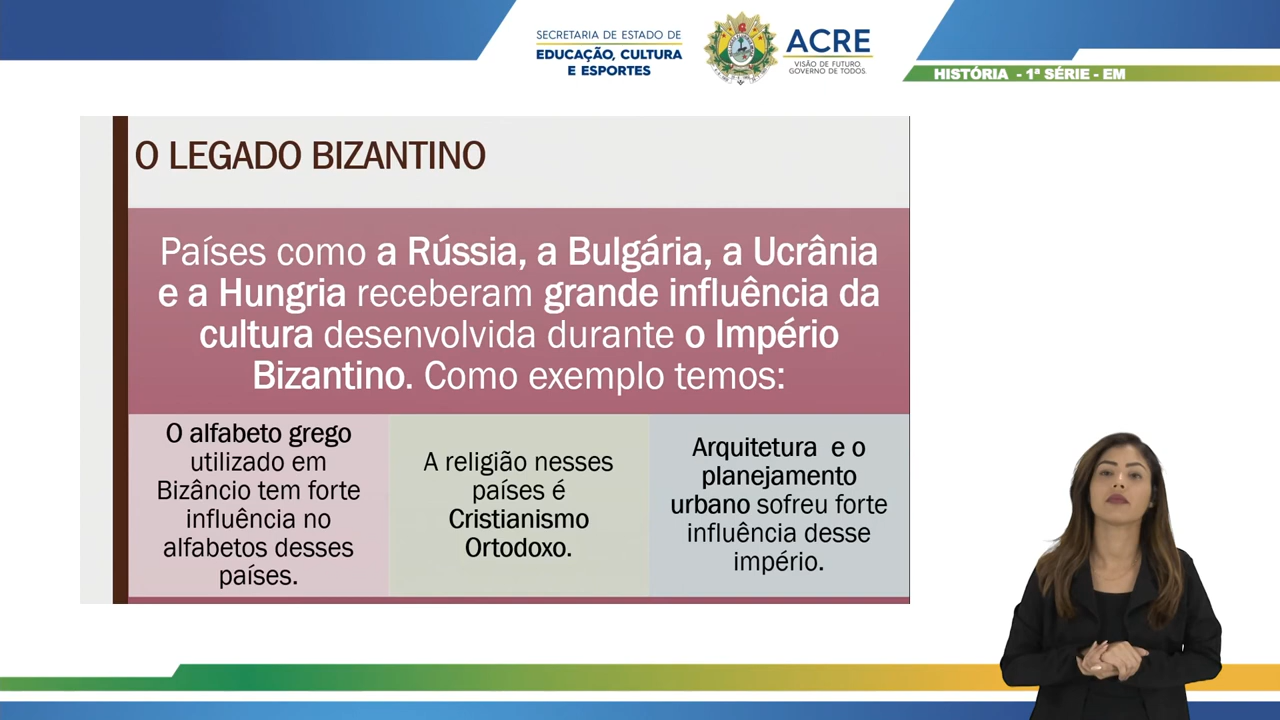 SECRETARIA DE ESTADO DE
EDUCAÇÃO, CULTURA
E ESPORTES
ACRE
VISÃO DE FUTURO.
GOVERNO DE TODOS.
HISTÓRIA - 1ª SÉRIE - EM
O LEGADO BIZANTINO
Países como a Rússia, a Bulgária, a Ucrânia
e a Hungria receberam grande influência da
cultura desenvolvida durante o Império
Bizantino. Como exemplo temos:
O alfabeto grego
utilizado em
Bizâncio tem forte
influência no
alfabetos desses
países.
A religião nesses
países é
Cristianismo
Ortodoxo.
Arquitetura e o
planejamento
urbano sofreu forte
influência desse
império.